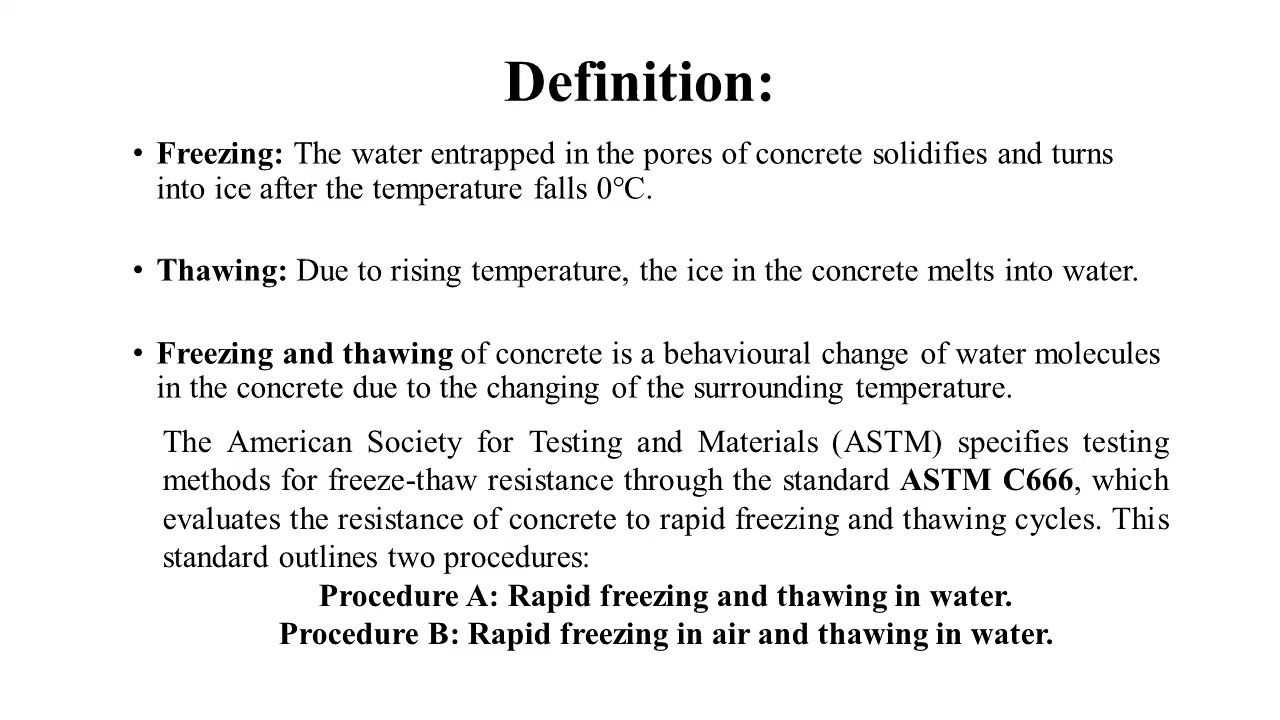 Definition:
• Freezing: The water entrapped in the pores of concrete solidifies and turns
into ice after the temperature falls 0℃.
• Thawing: Due to rising temperature, the ice in the concrete melts into water.
• Freezing and thawing of concrete is a behavioural change of water molecules
in the concrete due to the changing of the surrounding temperature.
The American Society for Testing and Materials (ASTM) specifies testing
methods for freeze-thaw resistance through the standard ASTM C666, which
evaluates the resistance of concrete to rapid freezing and thawing cycles. This
standard outlines two procedures:
Procedure A: Rapid freezing and thawing in water.
Procedure B: Rapid freezing in air and thawing in water.